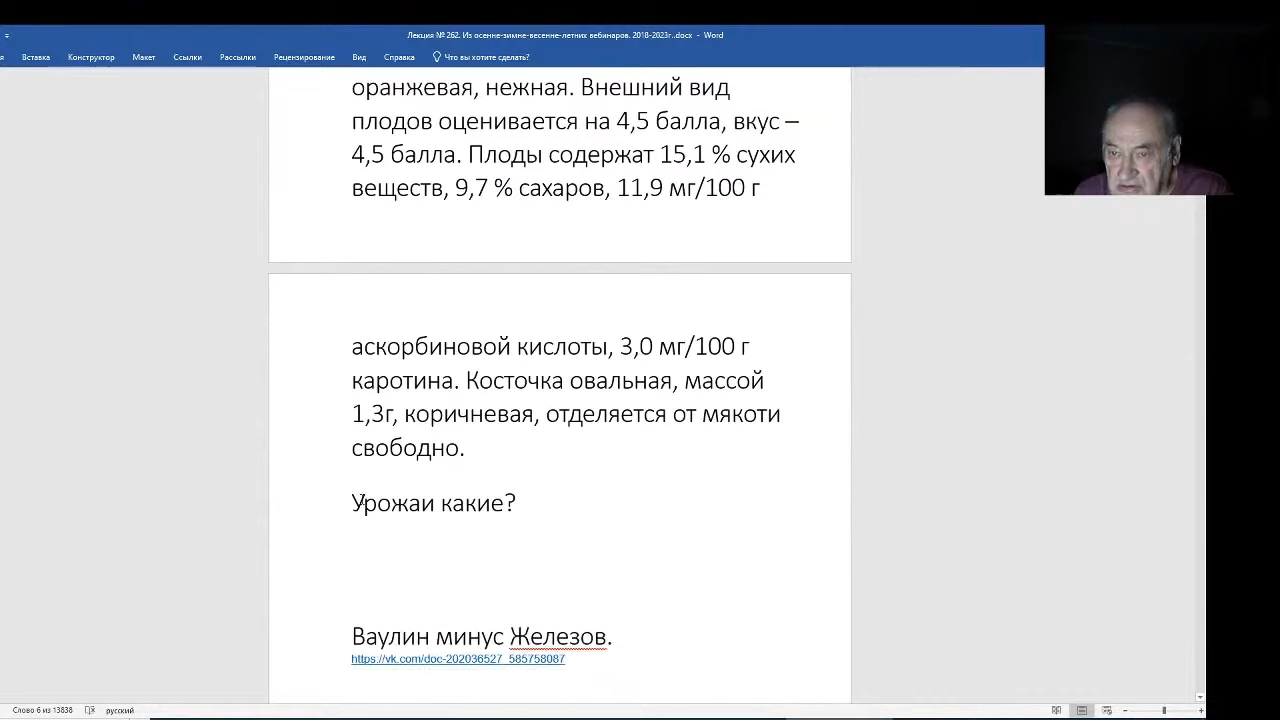 Лекция № 262. Из осенне-зимне-весенне-летних вебинаров. 2018-2023г..docx - Word
я Вставка Конструктор Макет Ссылки Рассылки Рецензирование Вид Справка Что вы хотите сделать?
оранжевая, нежная. Внешний вид
плодов оценивается на 4,5 балла, вкус –
4,5 балла. Плоды содержат 15,1 % сухих
веществ, 9,7 % сахаров, 11,9 мг/100 г
аскорбиновой кислоты, 3,0 мг/100 г
каротина. Косточка овальная, массой
1,3г, коричневая, отделяется от мякоти
свободно.
Урожаи какие?
Ваулин минус Железов.
https://vk.com/doc-202036527_585758087
Слово 6 из 13838 русский